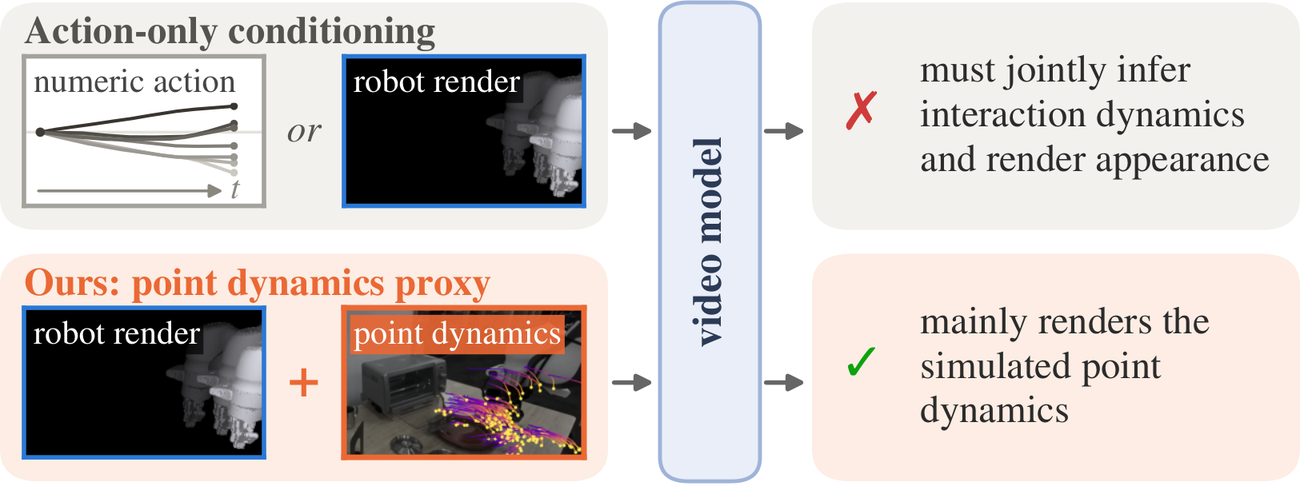 Action-only conditioning
numeric action
t
or
robot render
video model
must jointly infer
interaction dynamics
and render appearance
Ours: point dynamics proxy
robot render
+
point dynamics
mainly renders the
simulated point
dynamics